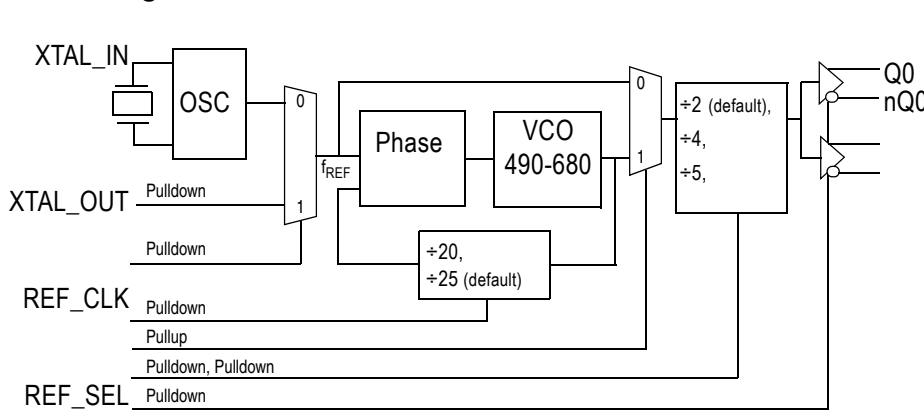 XTAL_IN
OSC
0
1
XTAL_OUT
Pulldown
Pulldown
REF_CLK
Pulldown
Pullup
Pulldown, Pulldown
REF_SEL
Pulldown
fREF
Phase
VCO
490-680
÷20,
÷25 (default)
0
1
÷2 (default),
÷4,
÷5,
Q0
nQ0